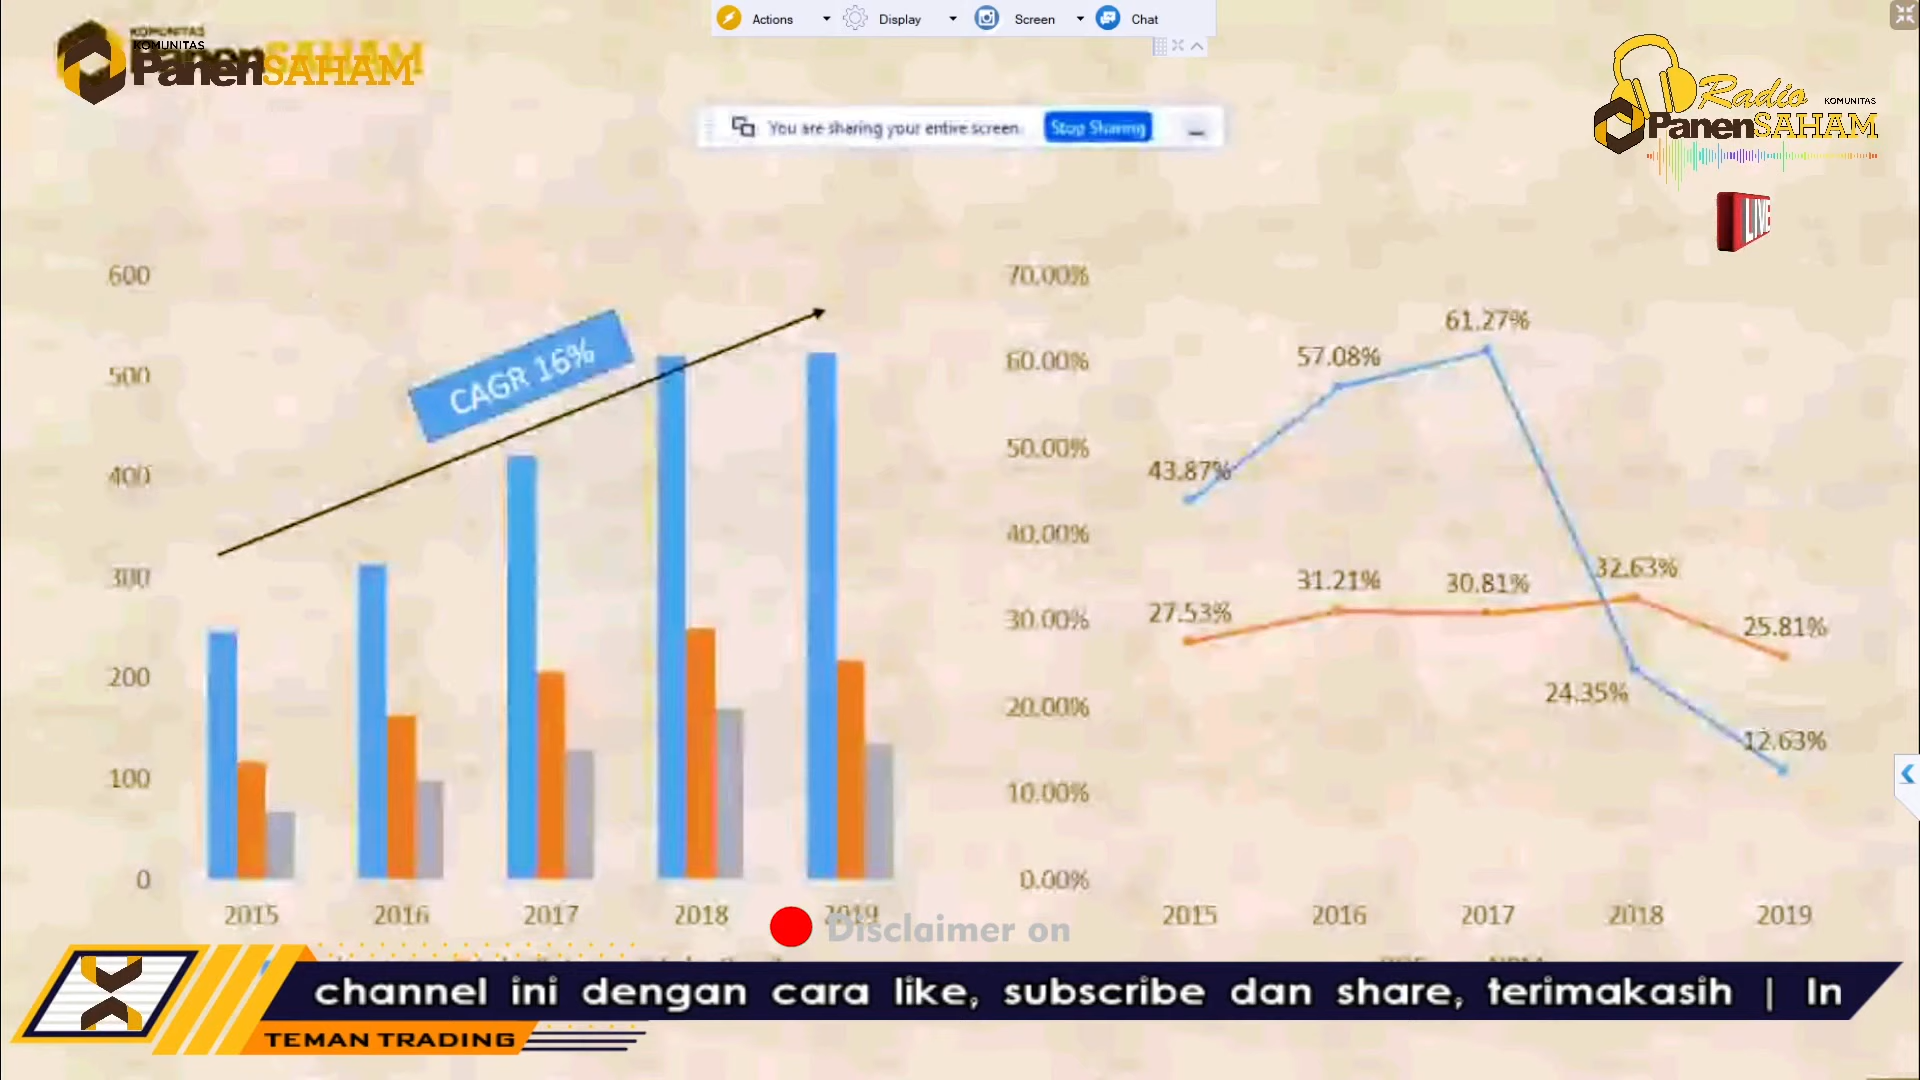 Actions
Display
Screen
Chat
KOMUNITAS
KOMUNITAS
PanenSAHAM
You are sharing your entire screen.
Stop Sharing
Radio
KOMUNITAS
PanenSAHAM
LIVE
600
500
400
300
200
100
0
CAGR 16%
2015
2016
2017
2018
2019
70.00%
60.00%
50.00%
40.00%
30.00%
20.00%
10.00%
0.00%
43.87%
57.08%
61.27%
24.35%
12.63%
27.53%
31.21%
30.81%
32.63%
25.81%
2015
2016
2017
2018
2019
Disclaimer on
channel ini dengan cara like, subscribe dan share, terimakasih | In
TEMAN TRADING